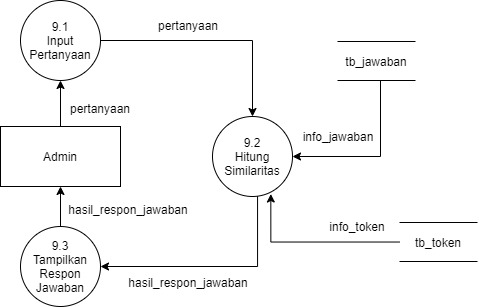 9.1
Input
Pertanyaan
pertanyaan
tb_jawaban
pertanyaan
info_jawaban
9.2
Hitung
Similaritas
Admin
hasil_respon_jawaban
info_token
tb_token
9.3
Tampilkan
Respon
Jawaban
hasil_respon_jawaban